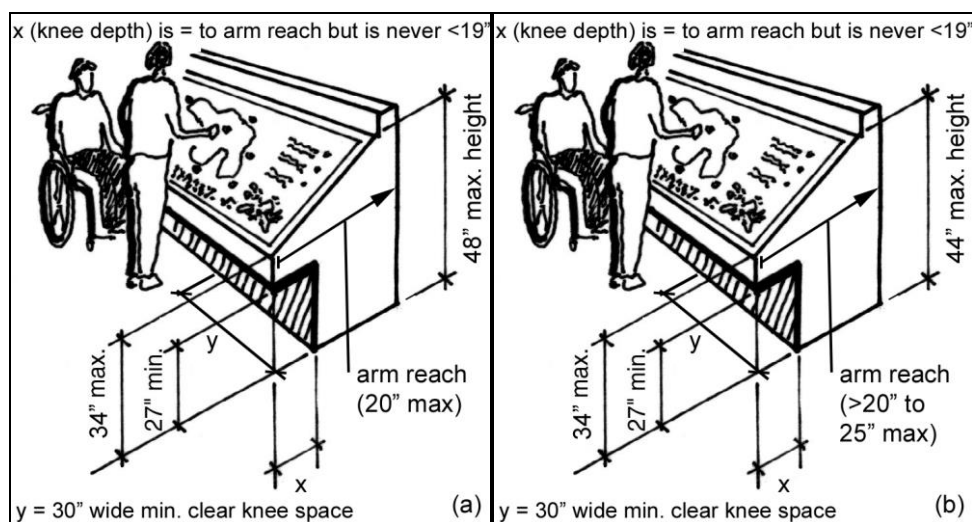 x (knee depth) is = to arm reach but is never <19”
48” max. height
y
34” max.
27" min.
arm reach
(20” max)
x
y = 30” wide min. clear knee space
(a)
x (knee depth) is = to arm reach but is never <19”
44” max. height
y
34” max.
27" min.
arm reach
(>20” to
25” max)
x
y = 30” wide min. clear knee space
(b)